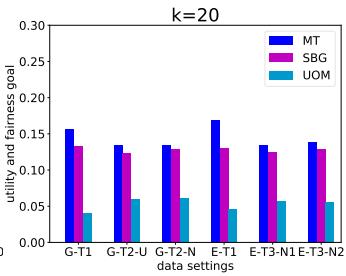 k=20
utility and fairness goal
0.30
0.25
0.20
0.15
0.10
0.05
0.00
MT
SBG
UOM
G-T1 G-T2-U G-T2-N E-T1 E-T3-N1 E-T3-N2
data settings